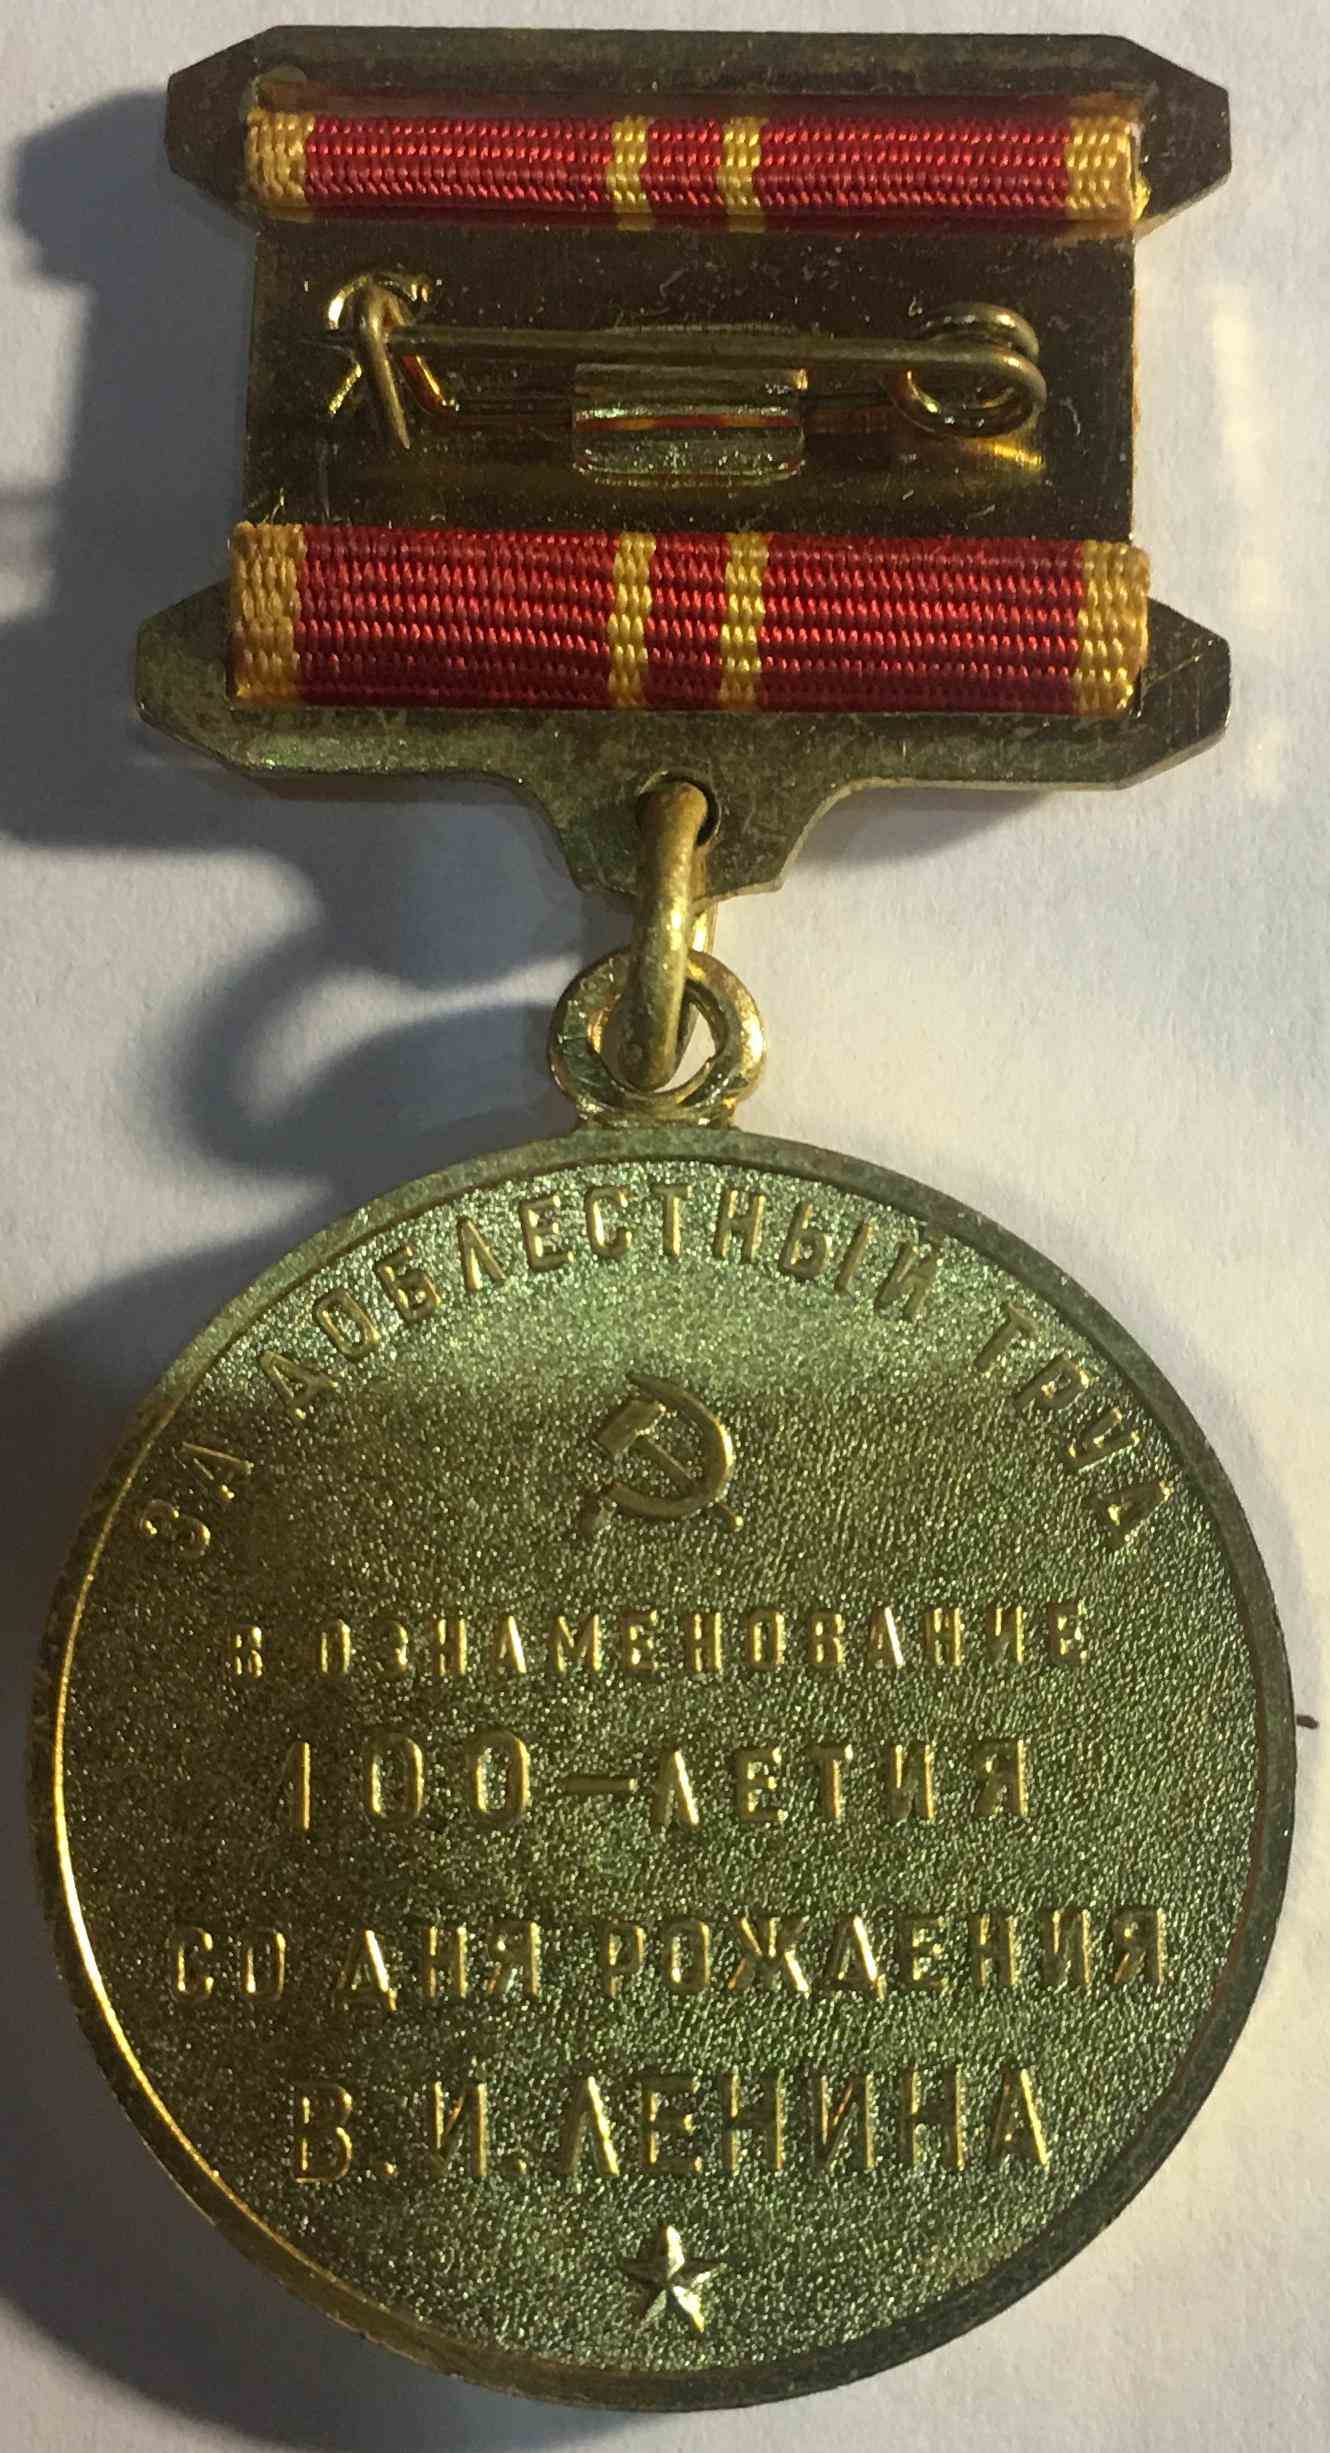 ЗА ДОБЛЕСТНЫЙ ТРУД
В ОЗНАМЕНОВАНИЕ
100-ЛЕТИЯ
СО ДНЯ РОЖДЕНИЯ
В.И.ЛЕНИНА